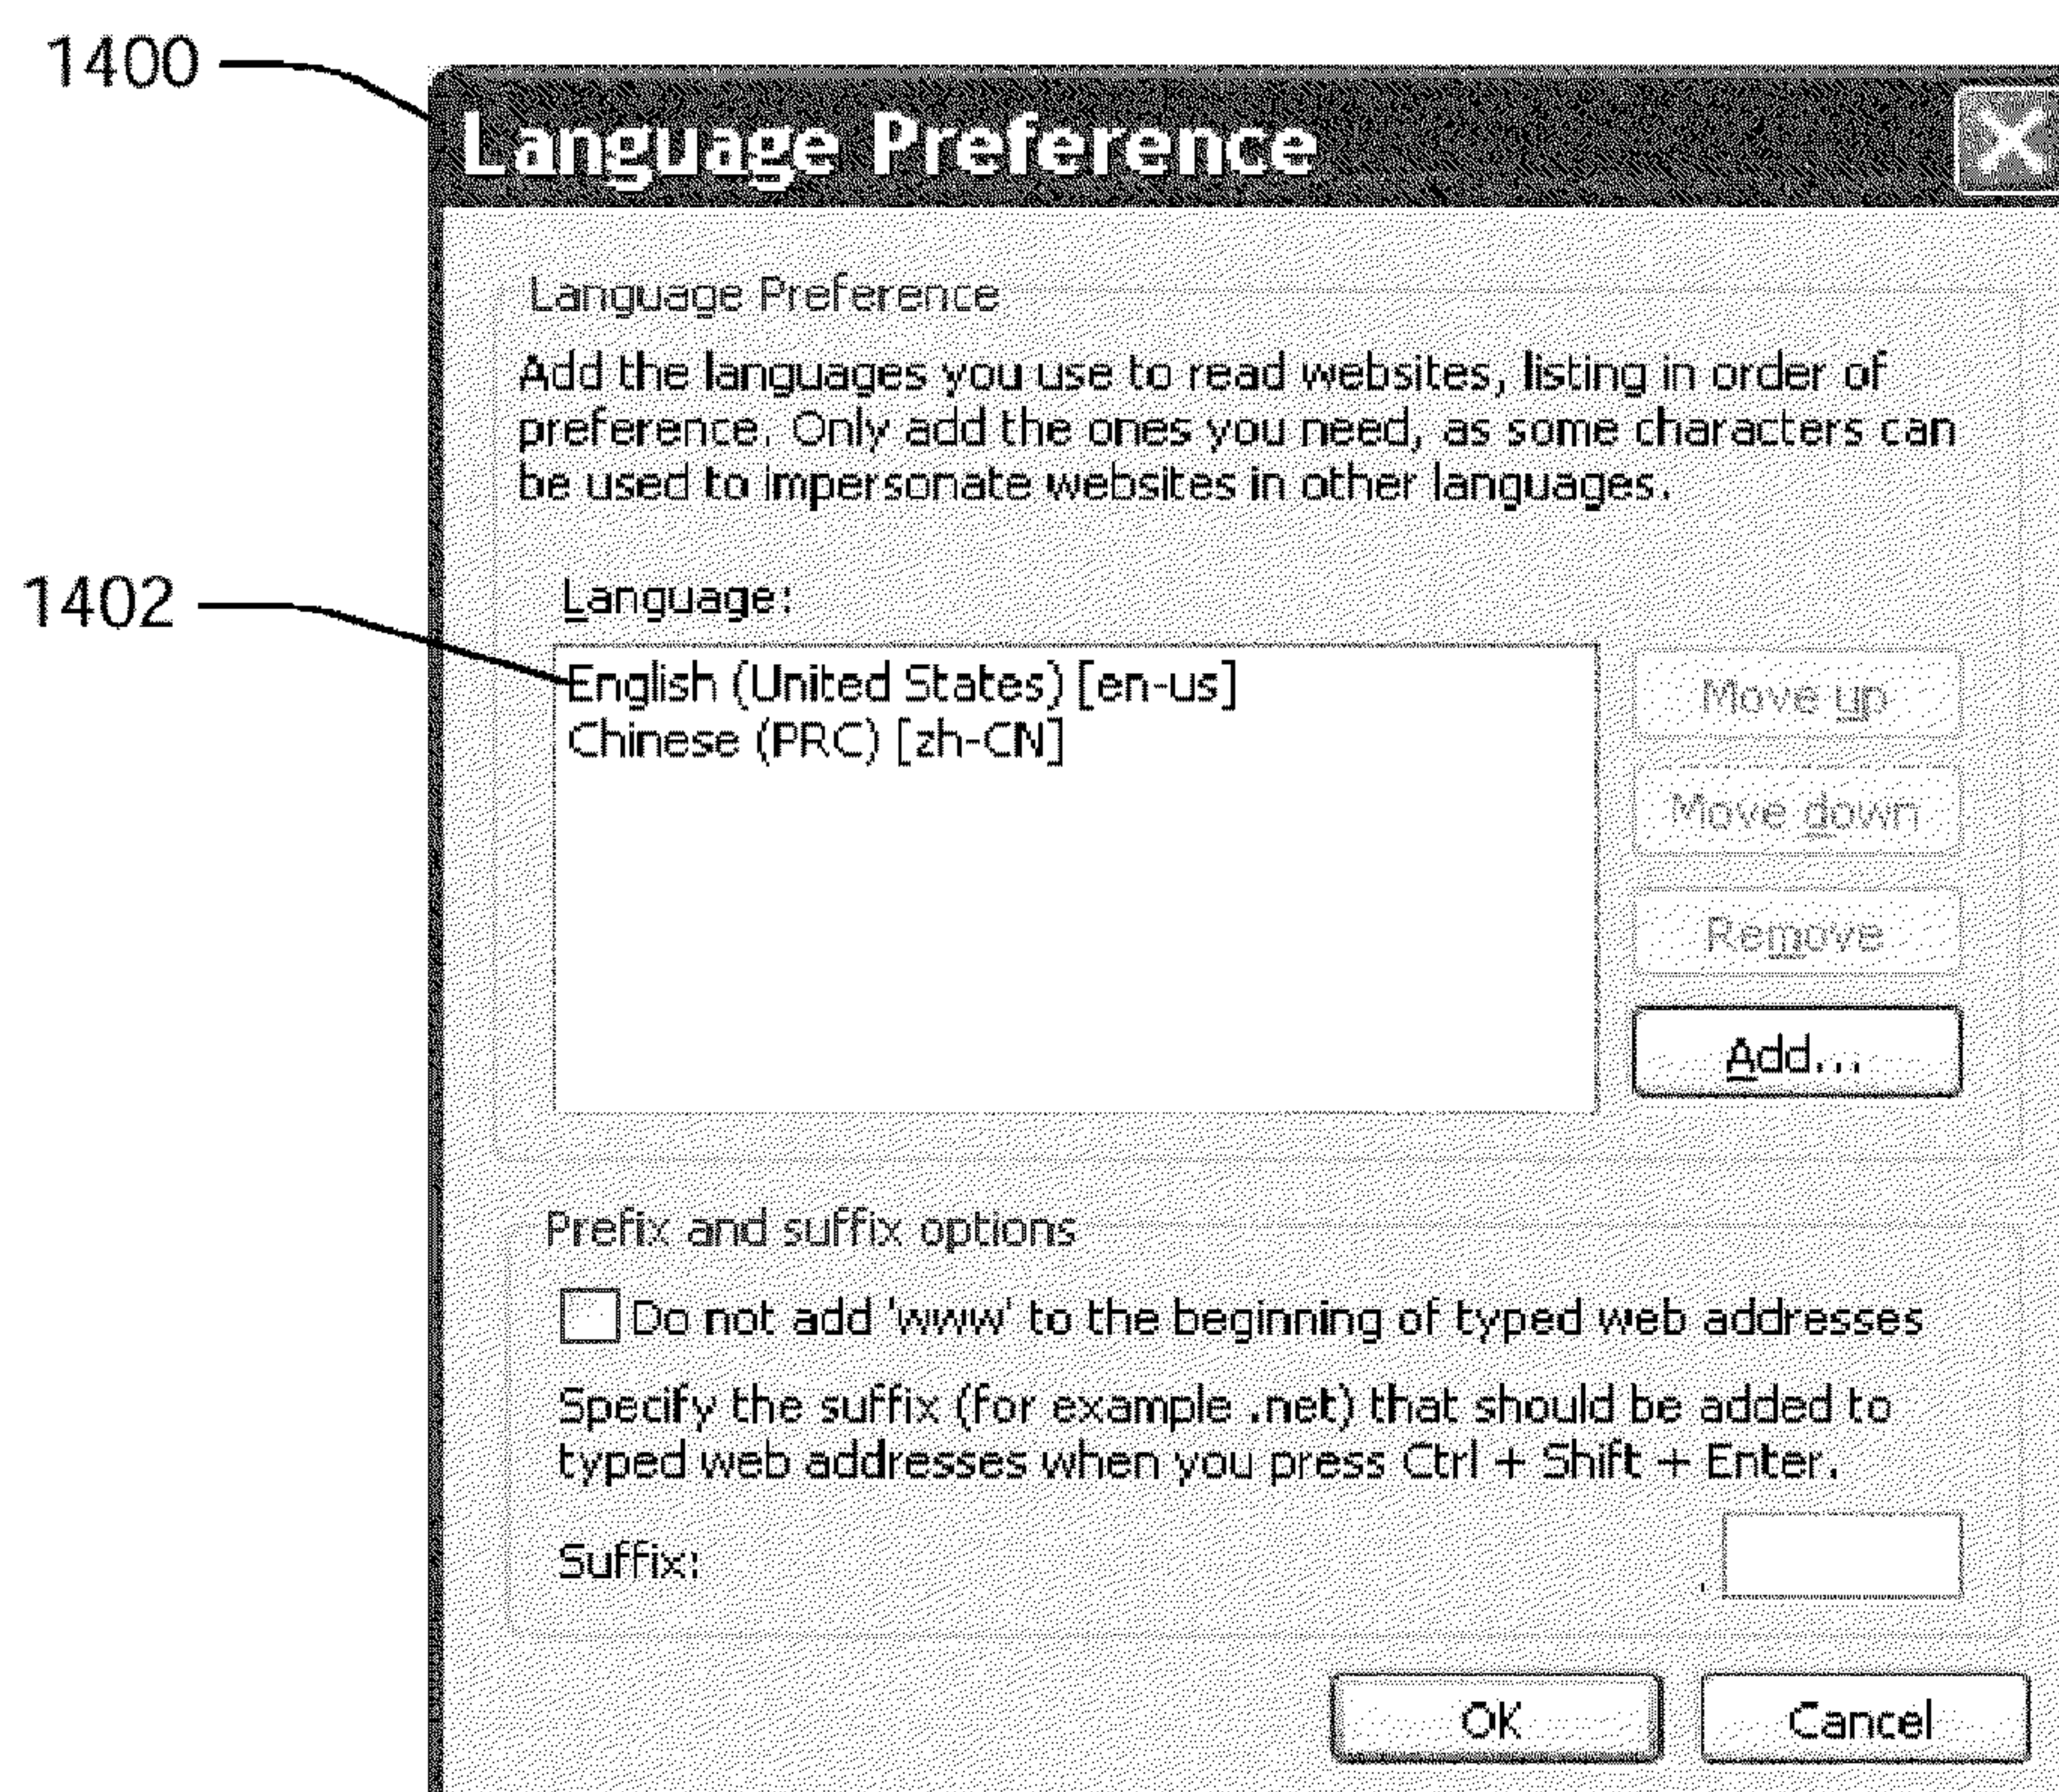 1400
Language Preference
Language Preference
Add the languages you use to read websites, listing in order of
preference. Only add the ones you need, as some characters can
be used to impersonate websites in other languages.
1402
Language:
English (United States) [en-us]
Chinese (PRC) [zh-CN]
Move up
Move down
Remove
Add...
Prefix and suffix options
Do not add 'www' to the beginning of typed web addresses
Specify the suffix (for example .net) that should be added to
typed web addresses when you press Ctrl + Shift + Enter.
Suffix: .
OK Cancel